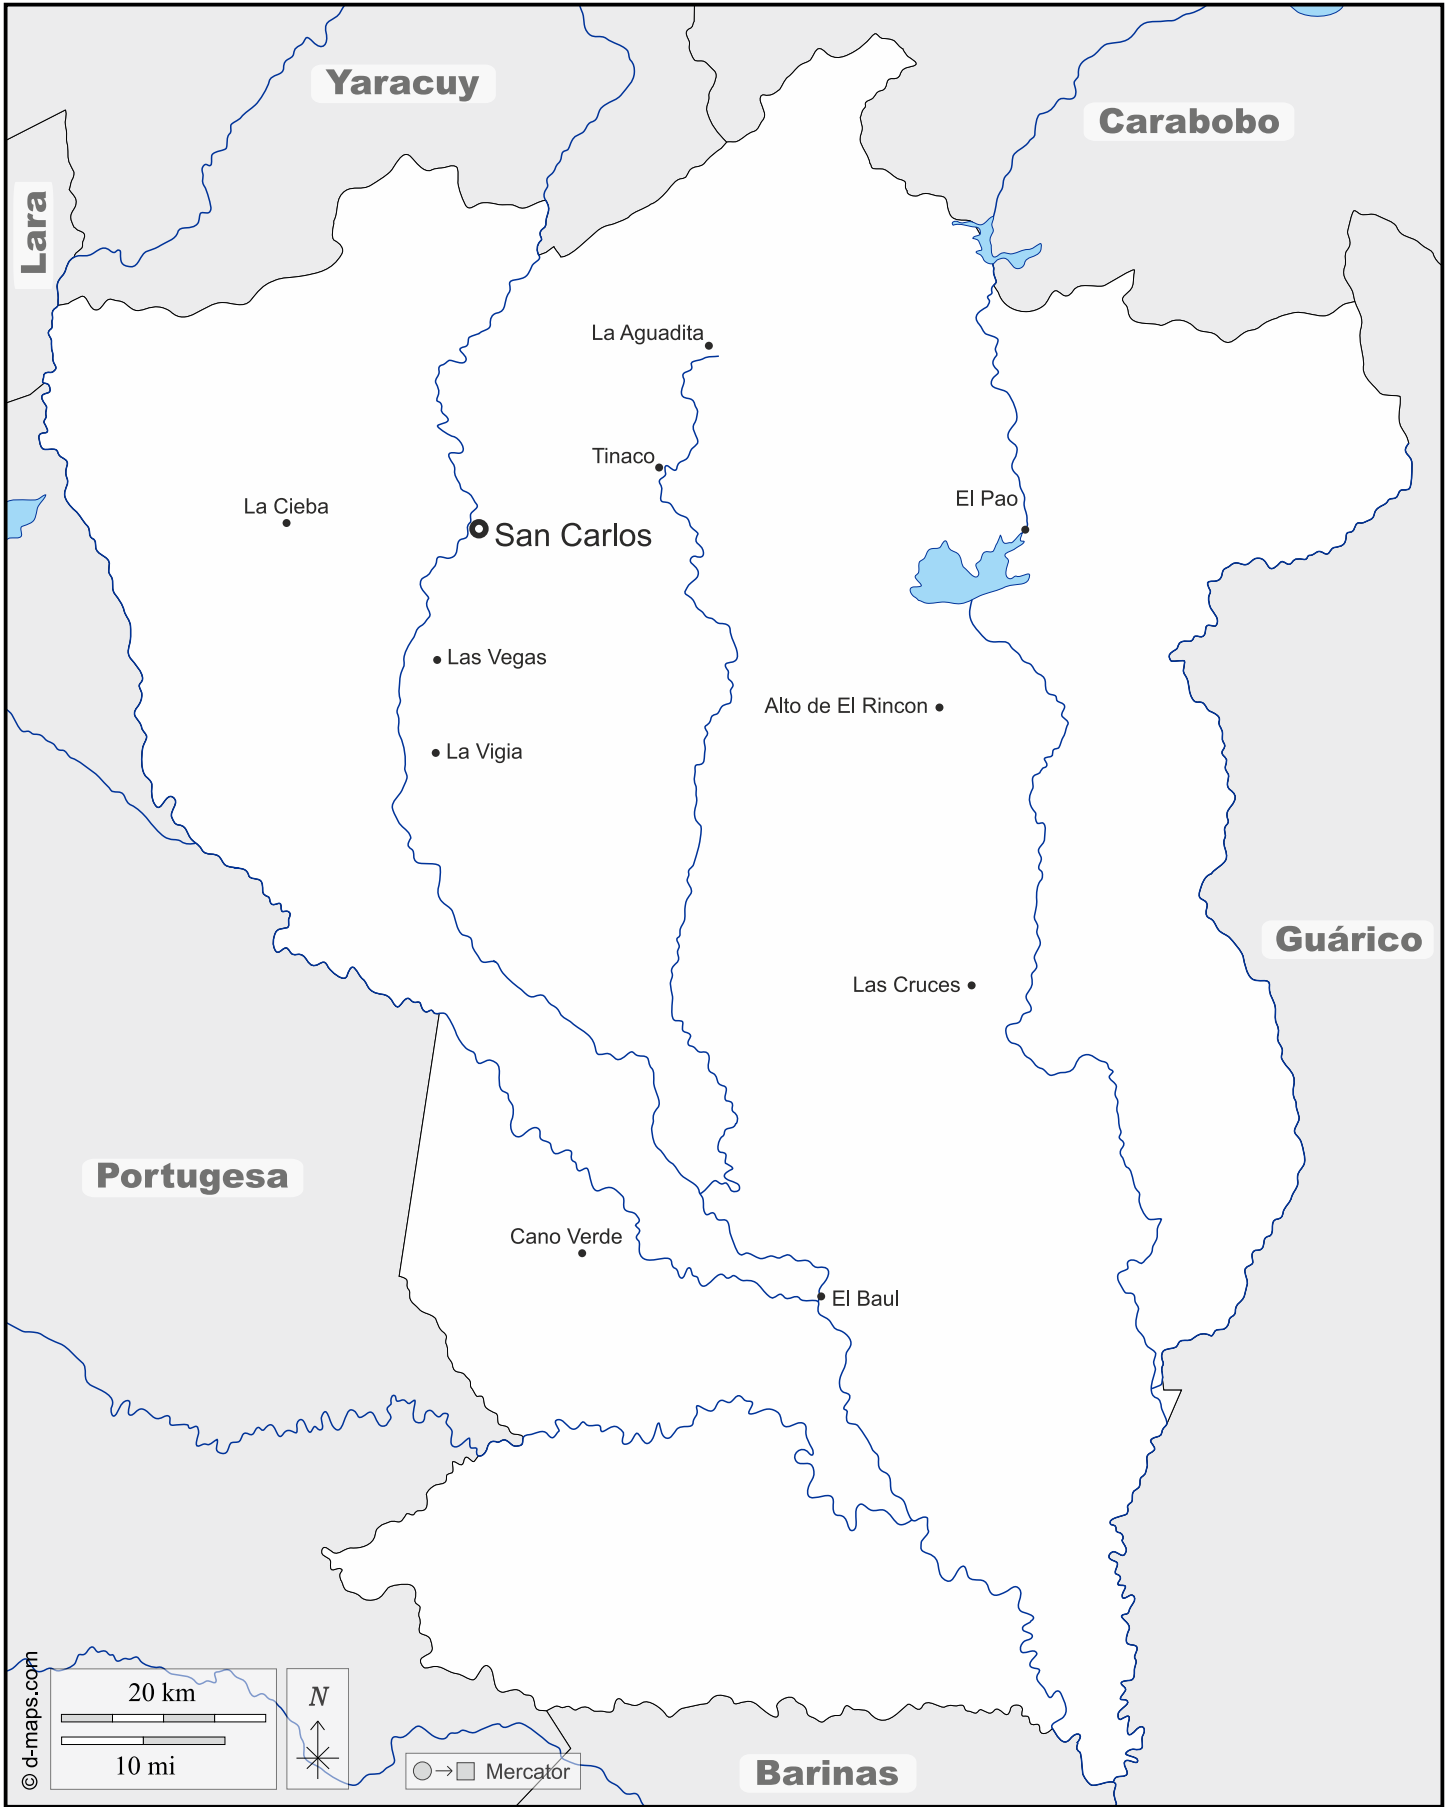 Yaracuy
Carabobo
Lara
La Aguadita
Tinaco
La Cieba
El Pao
San Carlos
Las Vegas
Alto de El Rincon
La Vigia
Guárico
Las Cruces
Portugesa
Cano Verde
El Baul
© d-maps.com
20 km
10 mi
N
Mercator
Barinas